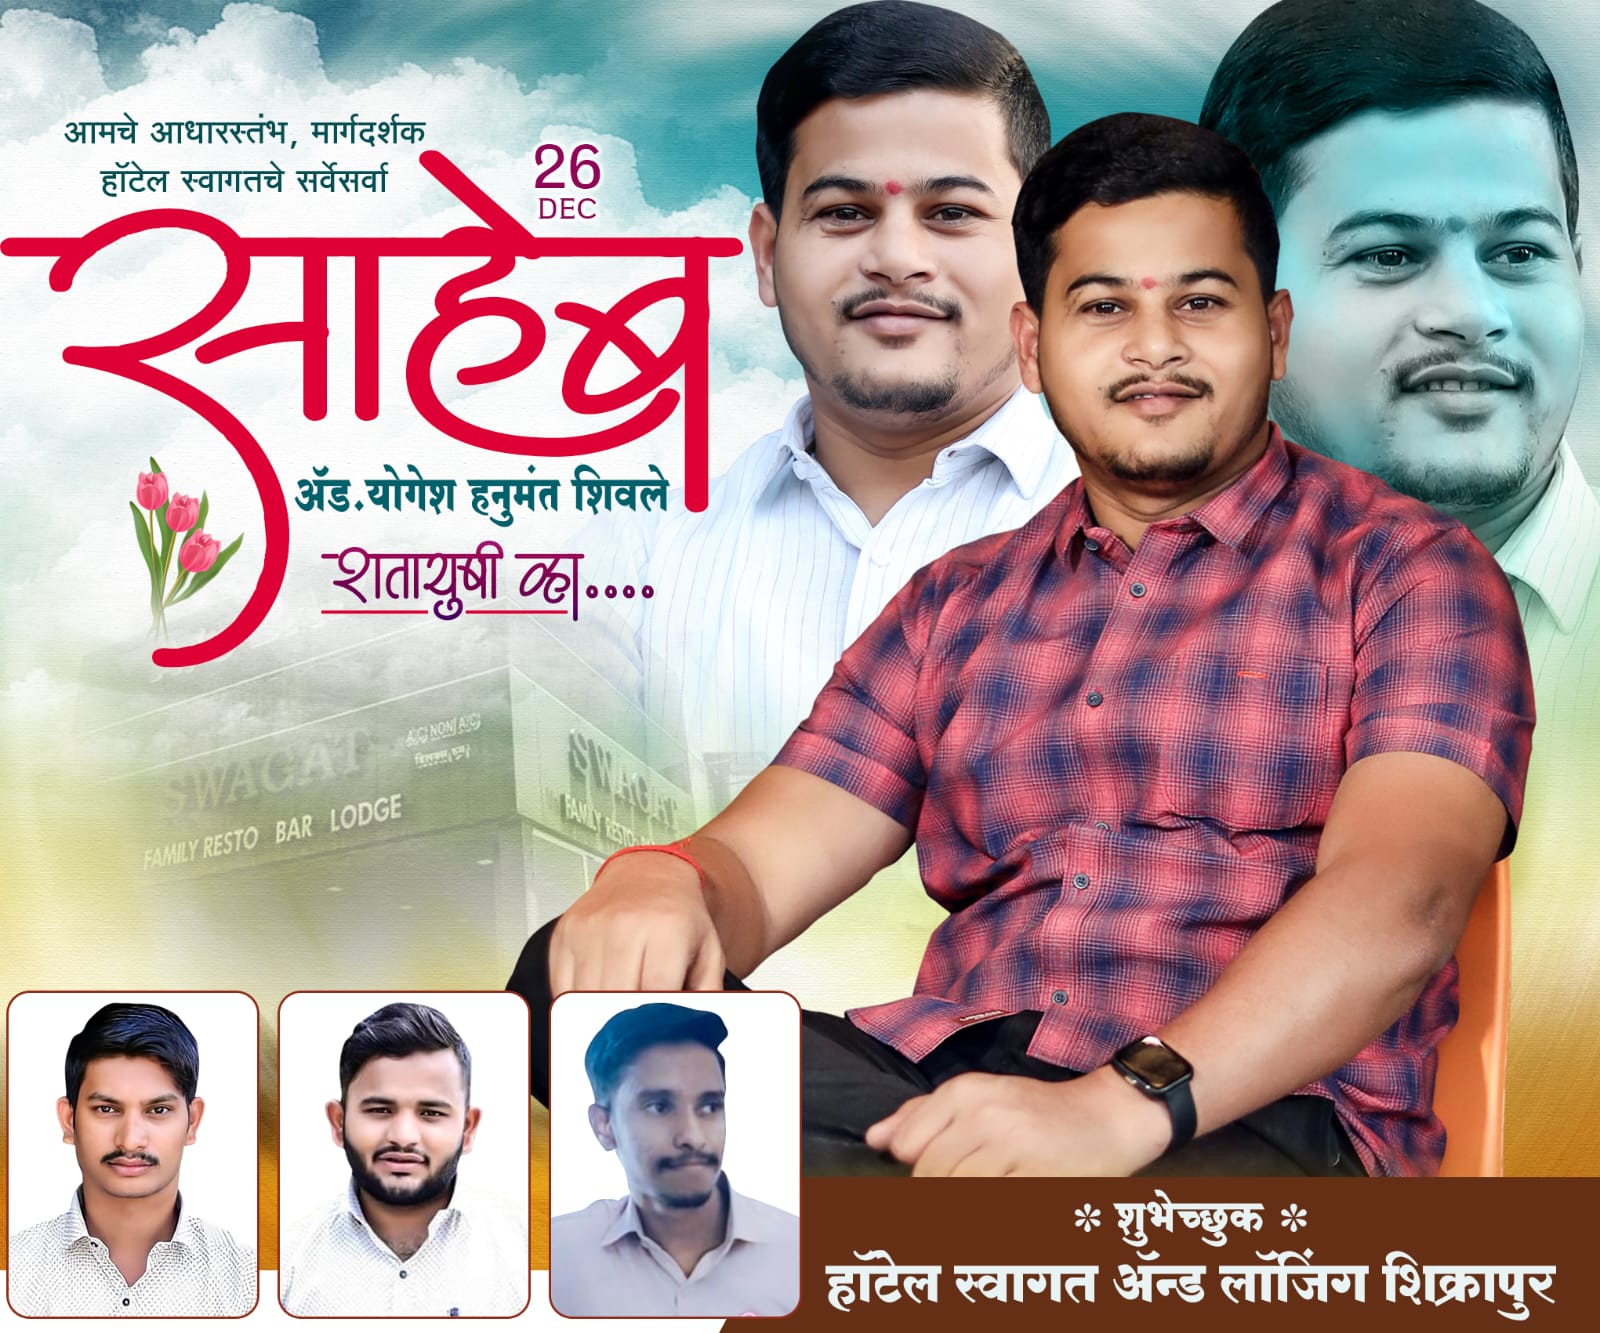 आमचे आधारस्तंभ, मार्गदर्शक
हॉटेल स्वागतचे सर्वेसर्वा
26
DEC
साहेब
ॲड.योगेश हनुमंत शिवले
शतायुषी व्हा....
SWAGAT
A/C| NON| A/C|
FAMILY RESTO BAR LODGE
SWAGAT
FAMILY RESTO
* शुभेच्छुक *
हॉटेल स्वागत ॲन्ड लॉजिंग शिक्रापुर